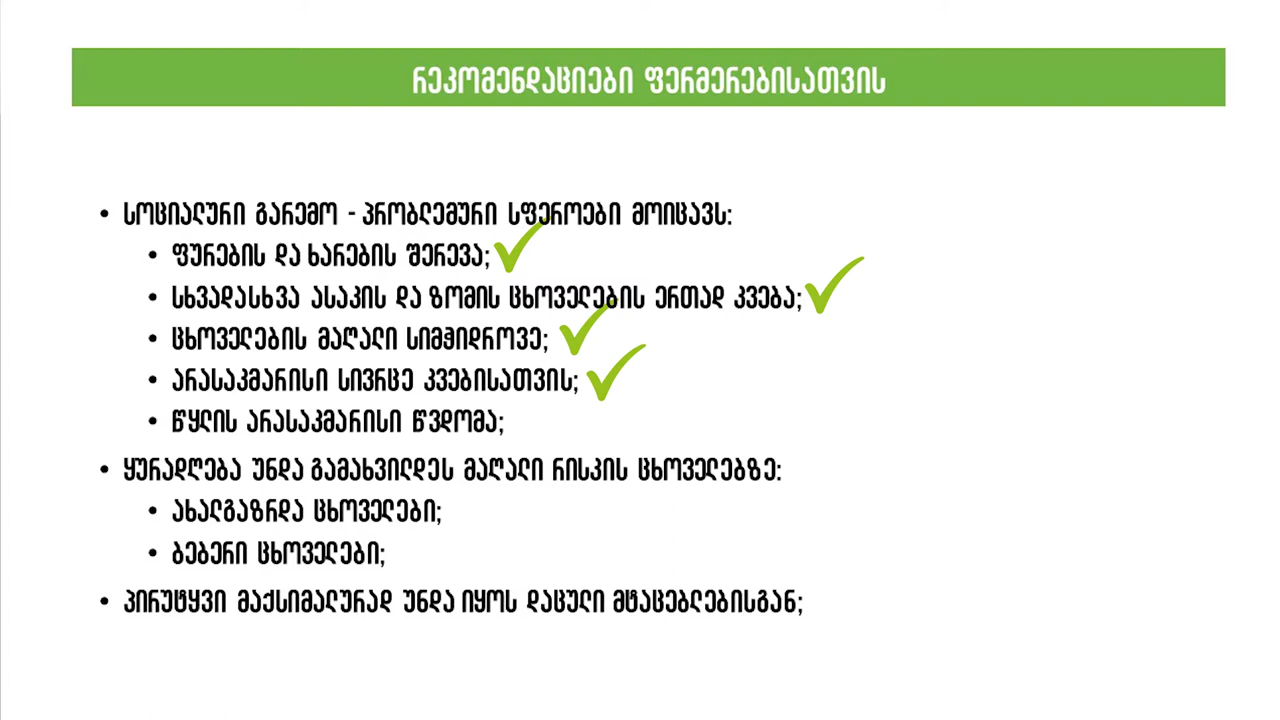 რეკომენდაციები ფერმერებისათვის
• სოციალური გარემო - პრობლემური სფეროები მოიცავს:
• ფურების და ხარების შერევა;
• სხვადასხვა ასაკის და ზომის ცხოველების ერთად კვება;
• ცხოველების მაღალი სიმჭიდროვე;
• არასაკმარისი სივრცე კვებისათვის;
• წყლის არასაკმარისი წვდომა;
• ყურადღება უნდა გამახვილდეს მაღალი რისკის ცხოველებზე:
• ახალგაზრდა ცხოველები;
• ბებერი ცხოველები;
• პირუტყვი მაქსიმალურად უნდა იყოს დაცული მტაცებლებისგან;